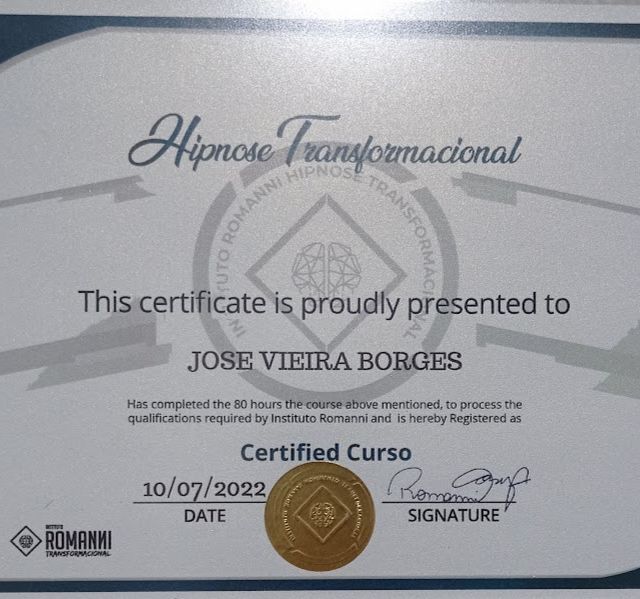 Hipnose Transformacional
INSTITUTO ROMANNI HIPNOSE TRANSFORMACIONAL
This certificate is proudly presented to
JOSE VIEIRA BORGES
Has completed the 80 hours the course above mentioned, to process the
qualifications required by Instituto Romanni and is hereby Registered as
Certified Curso
10/07/2022
DATE
Romanni
SIGNATURE
INSTITUTO
ROMANNI
TRANSFORMACIONAL